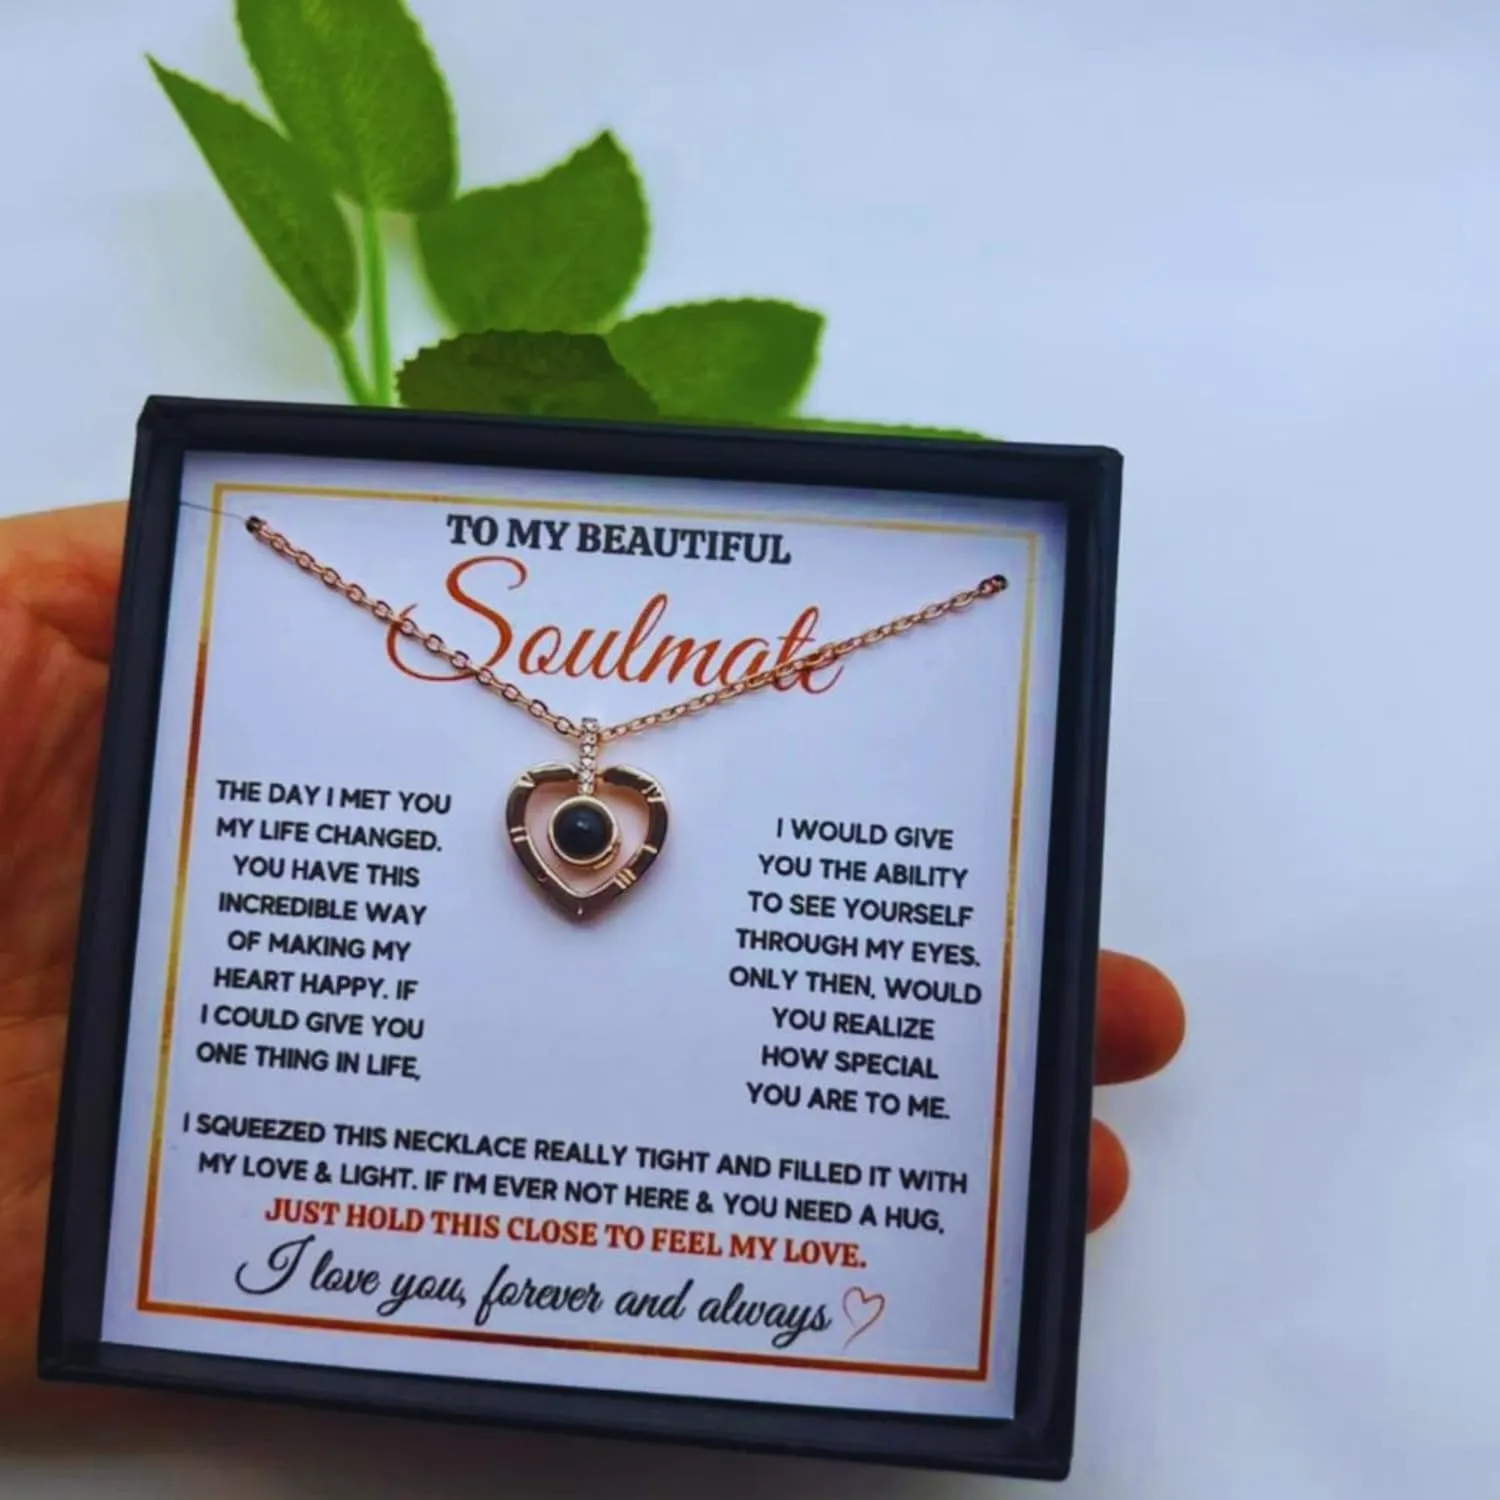 TO MY BEAUTIFUL
Soulmate
THE DAY I MET YOU
MY LIFE CHANGED.
YOU HAVE THIS
INCREDIBLE WAY
OF MAKING MY
HEART HAPPY. IF
I COULD GIVE YOU
ONE THING IN LIFE,
I WOULD GIVE
YOU THE ABILITY
TO SEE YOURSELF
THROUGH MY EYES.
ONLY THEN, WOULD
YOU REALIZE
HOW SPECIAL
YOU ARE TO ME.
I SQUEEZED THIS NECKLACE REALLY TIGHT AND FILLED IT WITH
MY LOVE & LIGHT. IF I'M EVER NOT HERE & YOU NEED A HUG,
JUST HOLD THIS CLOSE TO FEEL MY LOVE.
I love you, forever and always